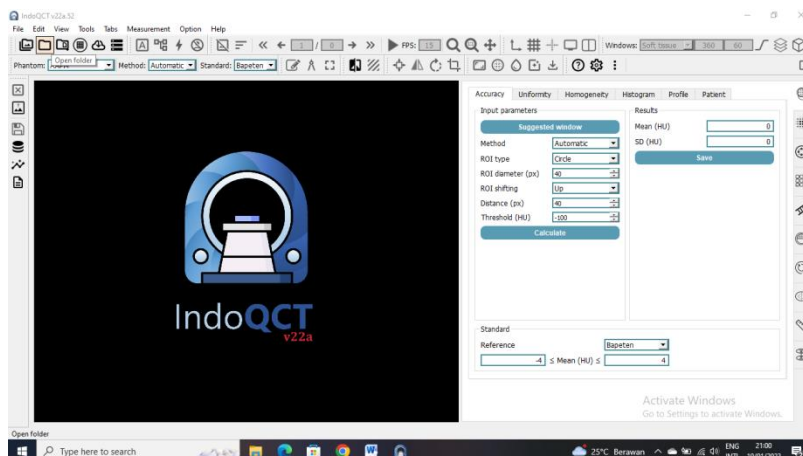 IndoQCT v22a.52
File Edit View Tools Tabs Measurement Option Help
1 / 0 FPS: 15 Windows: Soft tissue 360 60
Phantom: Method: Automatic Standard: Bapeten
Open folder
Accuracy Uniformity Homogeneity Histogram Profile Patient
Input parameters
Suggested window
Method Automatic
ROI type Circle
ROI diameter (px) 40
ROI shifting Up
Distance (px) 40
Threshold (HU) -100
Calculate
Results
Mean (HU) 0
SD (HU) 0
Save
IndoQCT
v22a
Standard
Reference Bapeten
-4 ≤ Mean (HU) ≤ 4
Activate Windows
Go to Settings to activate Windows.
Open folder
Type here to search
25°C Berawan
ENG
21:00